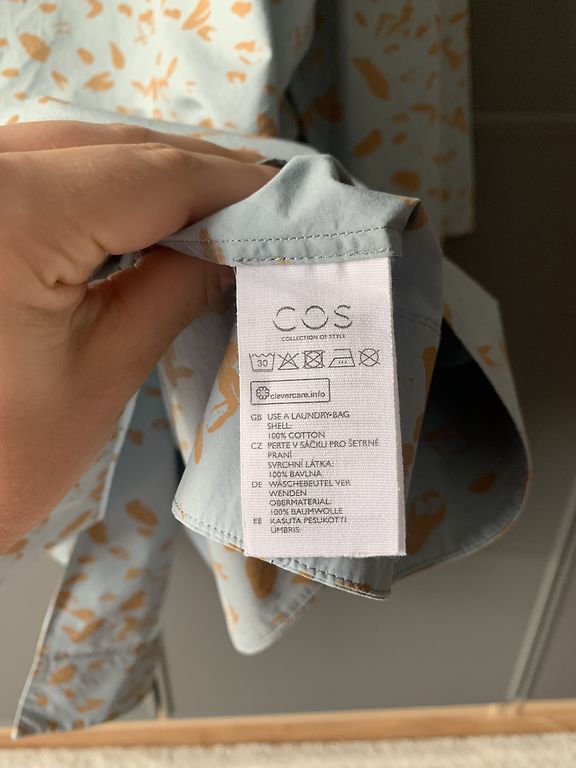 COS
COLLECTION OF STYLE
30
clevercare.info
GB USE A LAUNDRY-BAG
SHELL:
100% COTTON
CZ PERTE V SÁČKU PRO ŠETRNÉ
PRANÍ
SVRCHNÍ LÁTKA:
100% BAVLNA
DE WÄSCHEBEUTEL VER
WENDEN
OBERMATERIAL:
100% BAUMWOLLE
EE KASUTA PESUKOTTI
ÜMBRIS: